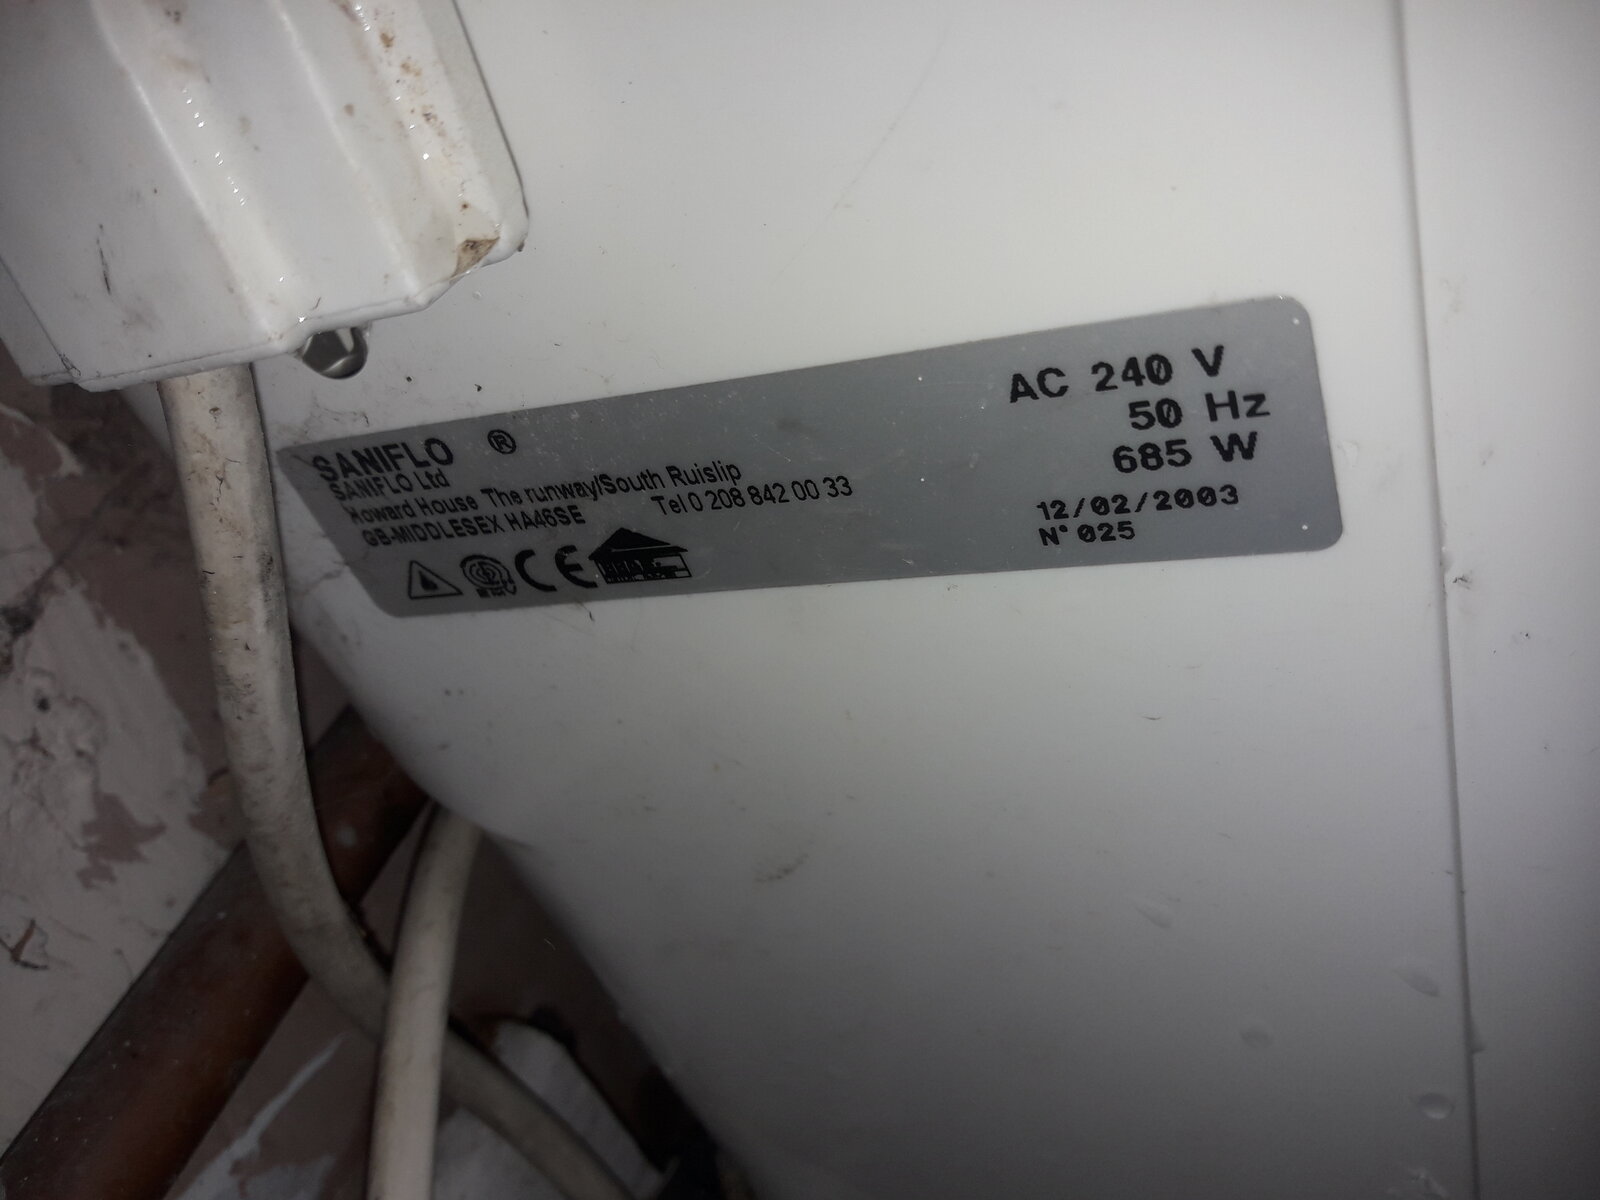 SANIFLO ®
SANIFLO Ltd
Howard House The runway/South Ruislip
GB-MIDDLESEX HA46SE
Tel 0 208 842 00 33
CE
AC 240 V
50 Hz
685 W
12/02/2003
N° 025